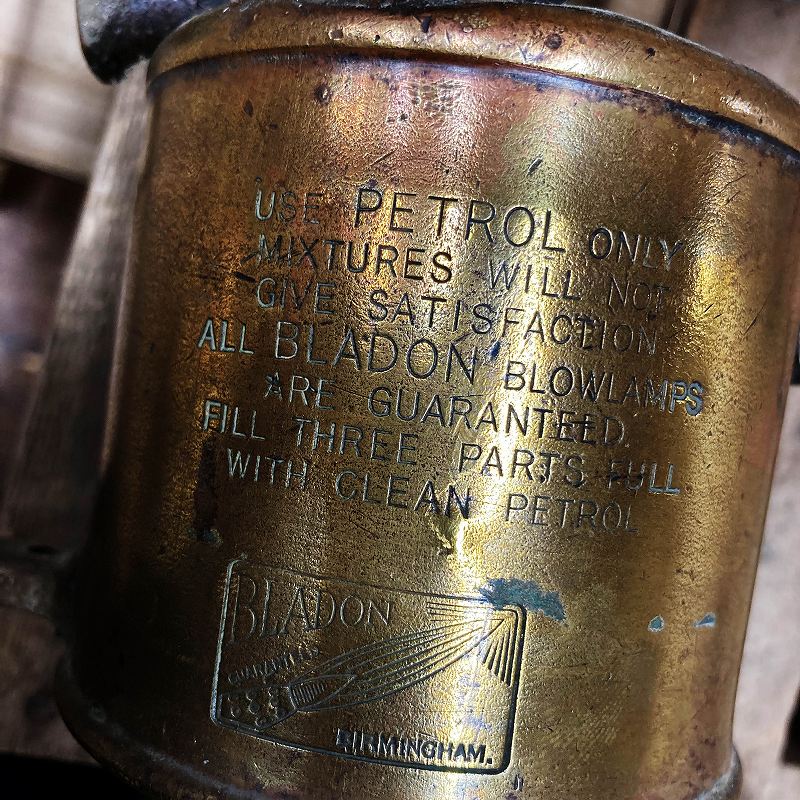 USE PETROL ONLY
MIXTURES WILL NOT
GIVE SATISFACTION
ALL BLADON BLOWLAMPS
ARE GUARANTEED.
FILL THREE PARTS FULL
WITH CLEAN PETROL
BLADON
GUARANTEED
BIRMINGHAM.